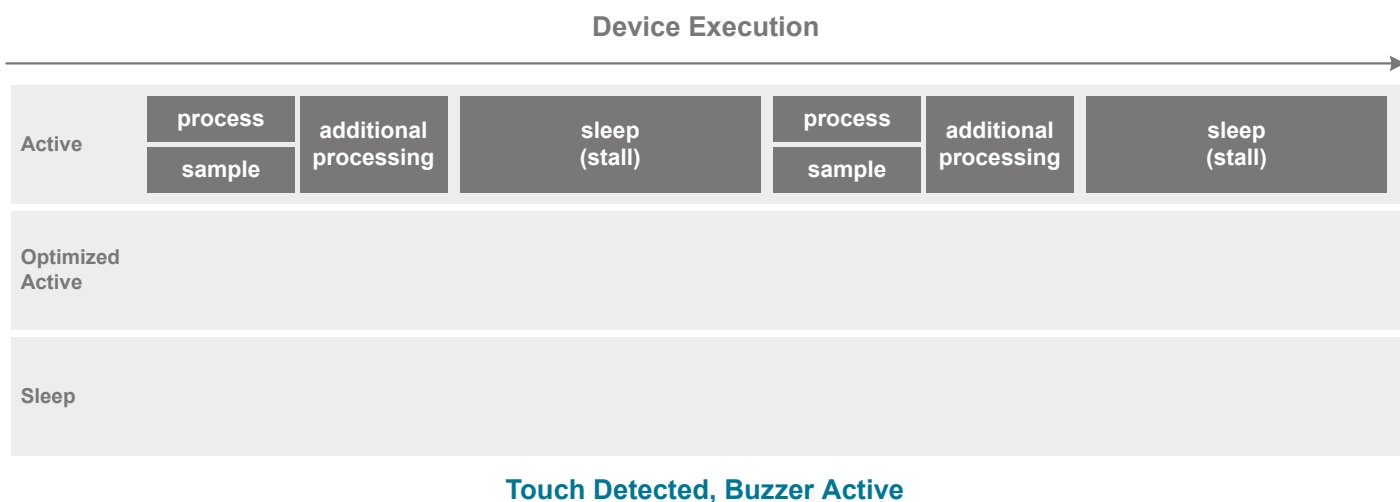 Device Execution
Active
process
sample
additional
processing
sleep
(stall)
process
sample
additional
processing
sleep
(stall)
Optimized
Active
Sleep
Touch Detected, Buzzer Active